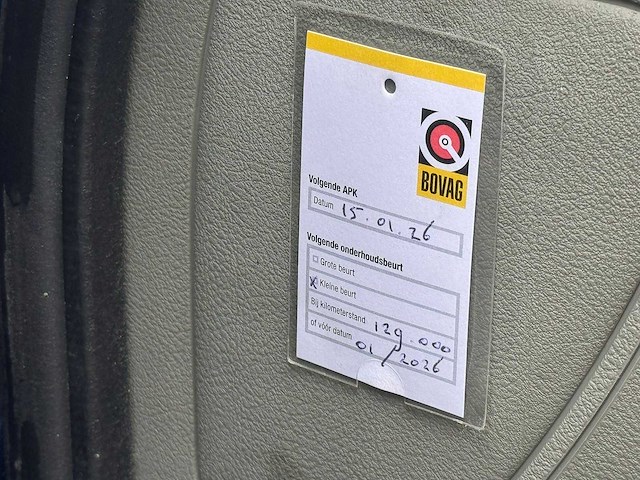 BOVAG
Volgende APK
Datum 15.01.26
Volgende onderhoudsbeurt
Grote beurt
X Kleine beurt
Bij kilometerstand 129.000
of vóór datum 01/2026